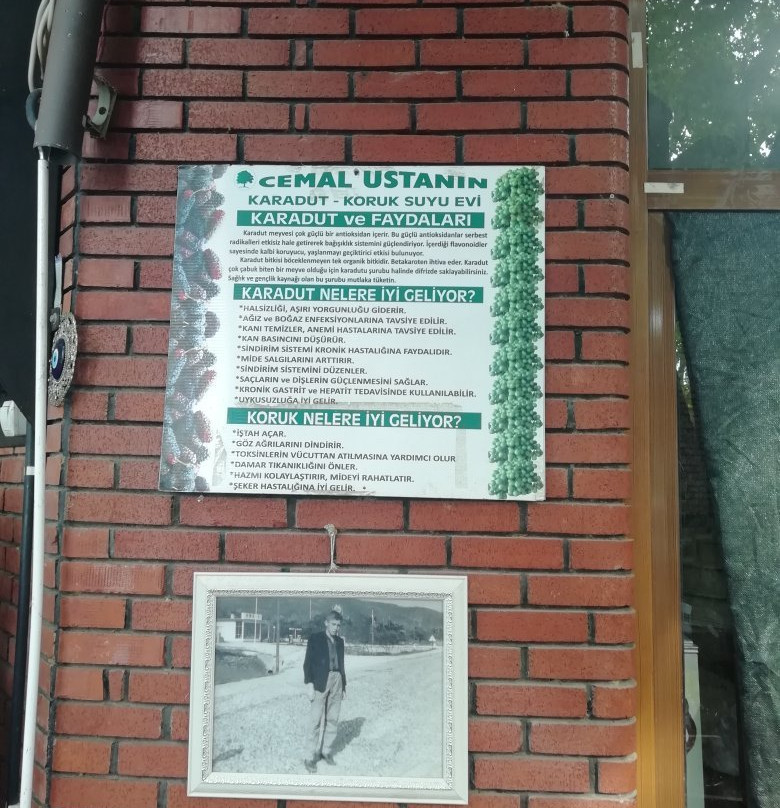 CEMAL USTANIN
KARADUT - KORUK SUYU EVİ
KARADUT ve FAYDALARI
Karadut meyvesi çok güçlü bir antioksidan içerir. Bu güçlü antioksidanlar serbest
radikalleri etkisiz hale getirerek bağışıklık sistemini güçlendiriyor. İçerdiği flavonoidler
sayesinde kalbi koruyucu, yaşlanmayı geçiktirici etkisi bulunuyor.
Karadut bitkisi böceklenmeyen tek organik bitkidir. Betakaroten ihtiva eder. Karadut
çok çabuk biten bir meyve olduğu için karadutu şurubu halinde difrizde saklayabilirsiniz.
Sağlık ve gençlik kaynağı olan bu şurubu mutlaka tüketin.
KARADUT NELERE İYİ GELİYOR?
*HALSİZLİĞİ, AŞIRI YORGUNLUĞU GİDERİR.
*AĞIZ ve BOĞAZ ENFEKSİYONLARINA TAVSİYE EDİLİR.
*KANI TEMİZLER, ANEMİ HASTALARINA TAVSİYE EDİLİR.
*KAN BASINCINI DÜŞÜRÜR.
*SİNDİRİM SİSTEMİ KRONİK HASTALIĞINA FAYDALIDIR.
*MİDE SALGILARINI ARTTIRIR.
*SİNDİRİM SİSTEMİNİ DÜZENLER.
*SAÇLARIN ve DİŞLERİN GÜÇLENMESİNİ SAĞLAR.
*KRONİK GASTRİT ve HEPATİT TEDAVİSİNDE KULLANILABİLİR.
*UYKUSUZLUĞA İYİ GELİR.
KORUK NELERE İYİ GELİYOR?
*İŞTAH AÇAR.
*GÖZ AĞRILARINI DİNDİRİR.
*TOKSİNLERİN VÜCUTTAN ATILMASINA YARDIMCI OLUR
*DAMAR TIKANIKLIĞINI ÖNLER.
*HAZMI KOLAYLAŞTIRIR, MİDEYİ RAHATLATIR.
*ŞEKER HASTALIĞINA İYİ GELİR.